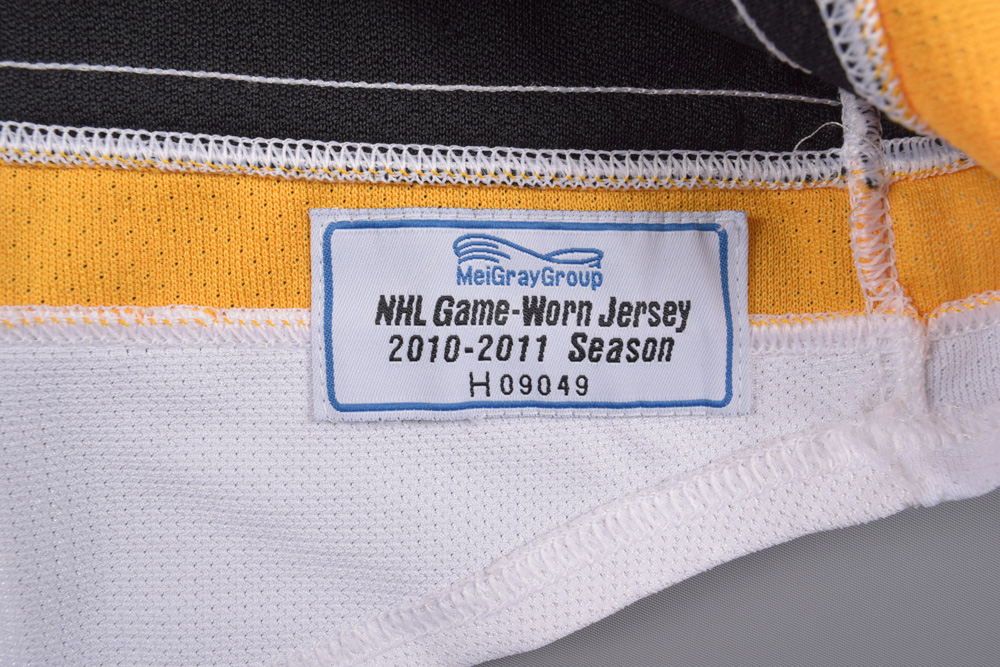 MeiGrayGroup
NHL Game-Worn Jersey
2010-2011 Season
H09049